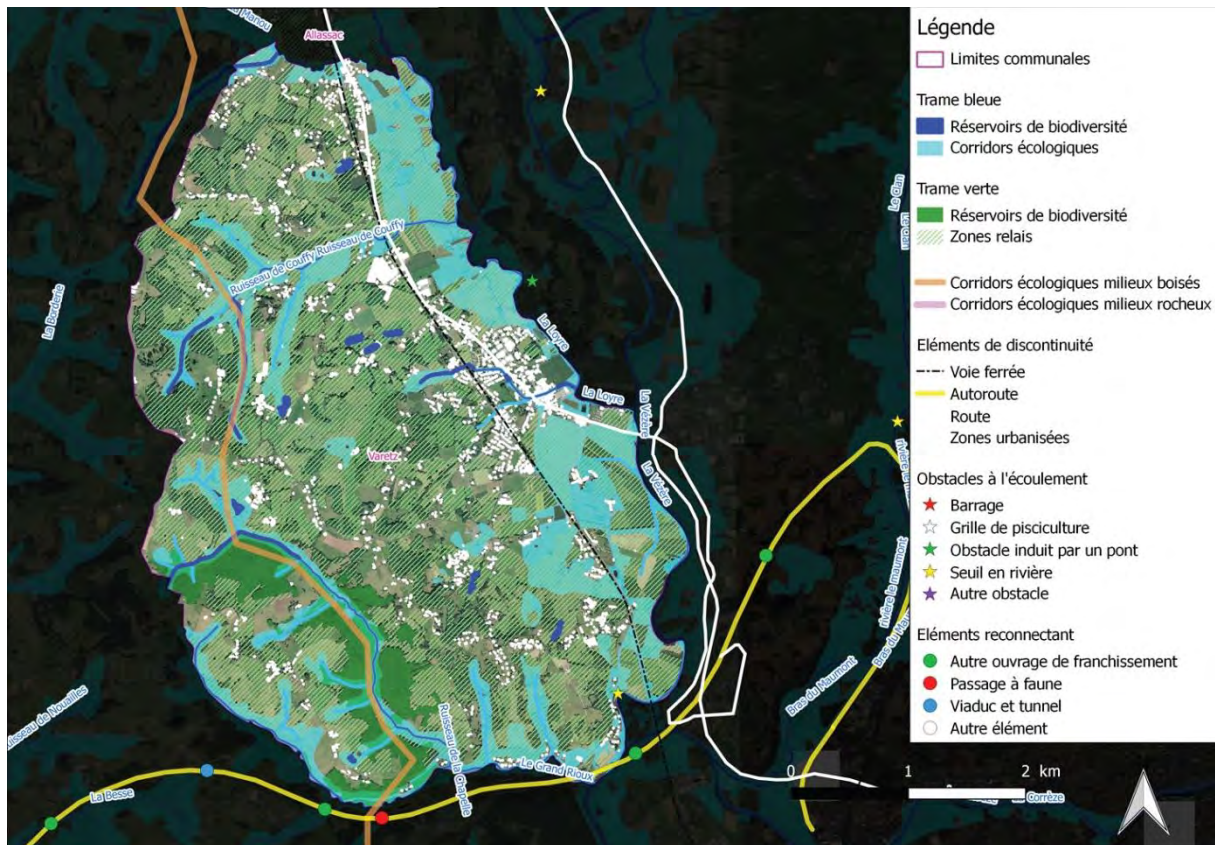 Manou
Allassac
Ruisseau de Couffy Ruisseau de Couffy
La Borderie
La Loyre
La Loyre
La Vézère
La Vézère
Varetz
Le Clan
Le Clan
rivière le maumont
Bras du Maumont
Ruisseau de Noualles
Ruisseau de la Chapelle
Le Grand Rioux
La Besse
0 1 2 km
Corrèze
Légende
Limites communales
Trame bleue
Réservoirs de biodiversité
Corridors écologiques
Trame verte
Réservoirs de biodiversité
Zones relais
Corridors écologiques milieux boisés
Corridors écologiques milieux rocheux
Eléments de discontinuité
Voie ferrée
Autoroute
Route
Zones urbanisées
Obstacles à l'écoulement
Barrage
Grille de pisciculture
Obstacle induit par un pont
Seuil en rivière
Autre obstacle
Eléments reconnectant
Autre ouvrage de franchissement
Passage à faune
Viaduc et tunnel
Autre élément